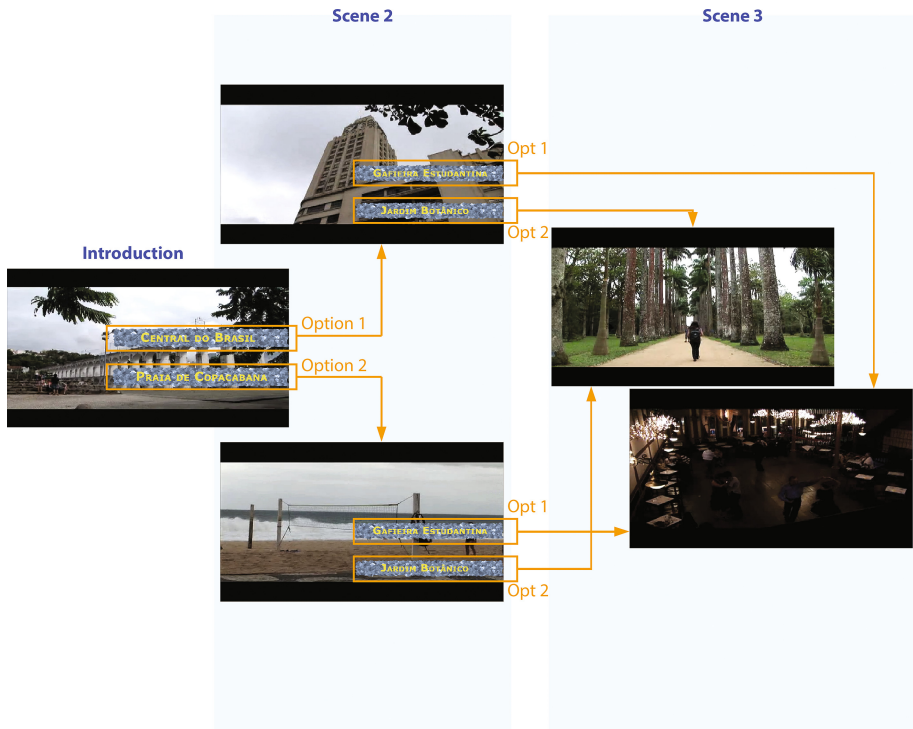 Scene 2
Scene 3
Opt 1
Gafieira Estudantina
Jardim Botânico
Opt 2
Introduction
Option 1
Central do Brasil
Option 2
Praia de Copacabana
Opt 1
Gafieira Estudantina
Jardim Botânico
Opt 2